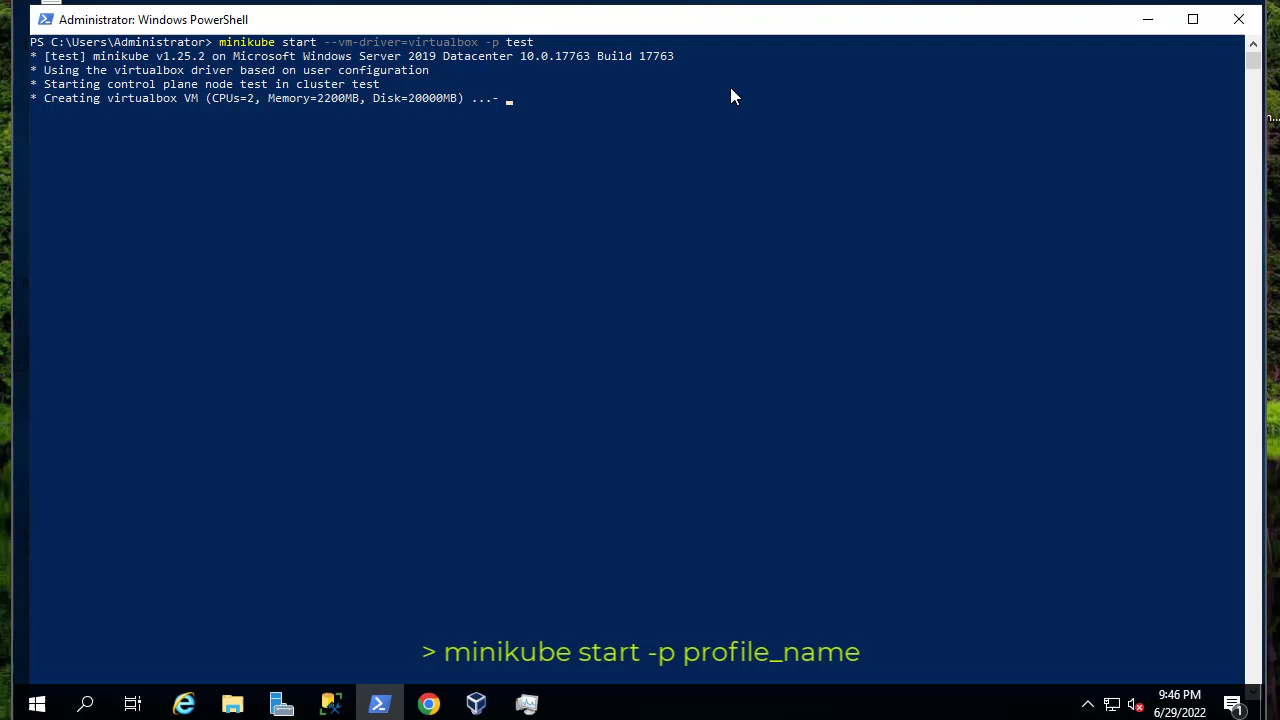 Administrator: Windows PowerShell
PS C:\Users\Administrator> minikube start --vm-driver=virtualbox -p test
* [test] minikube v1.25.2 on Microsoft Windows Server 2019 Datacenter 10.0.17763 Build 17763
* Using the virtualbox driver based on user configuration
* Starting control plane node test in cluster test
* Creating virtualbox VM (CPUs=2, Memory=2200MB, Disk=20000MB) ...-
> minikube start -p profile_name
9:46 PM
6/29/2022
1